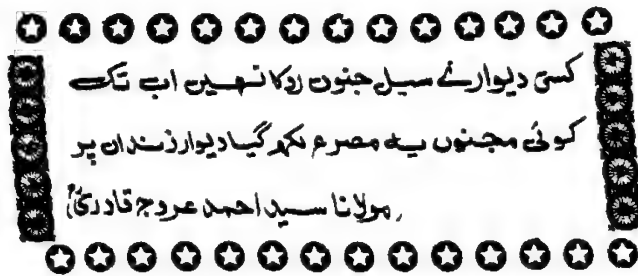 کسی دیوار نے سیل جنوں روکا نہیں اب تک
کوئی مجنوں یہ مصرع لکھ گیا دیوار زنداں پر
مولانا سید احمد عروج قادریؒ